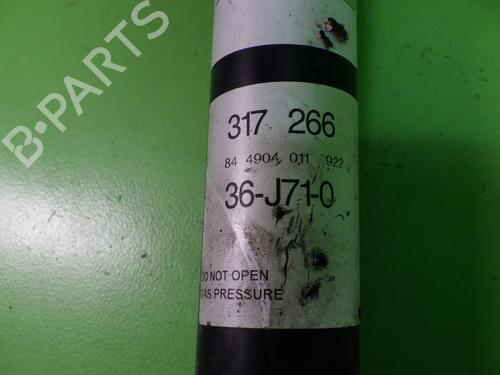 B-PARTS
317 266
84 4904 011 922
36-J71-0
DO NOT OPEN
GAS PRESSURE